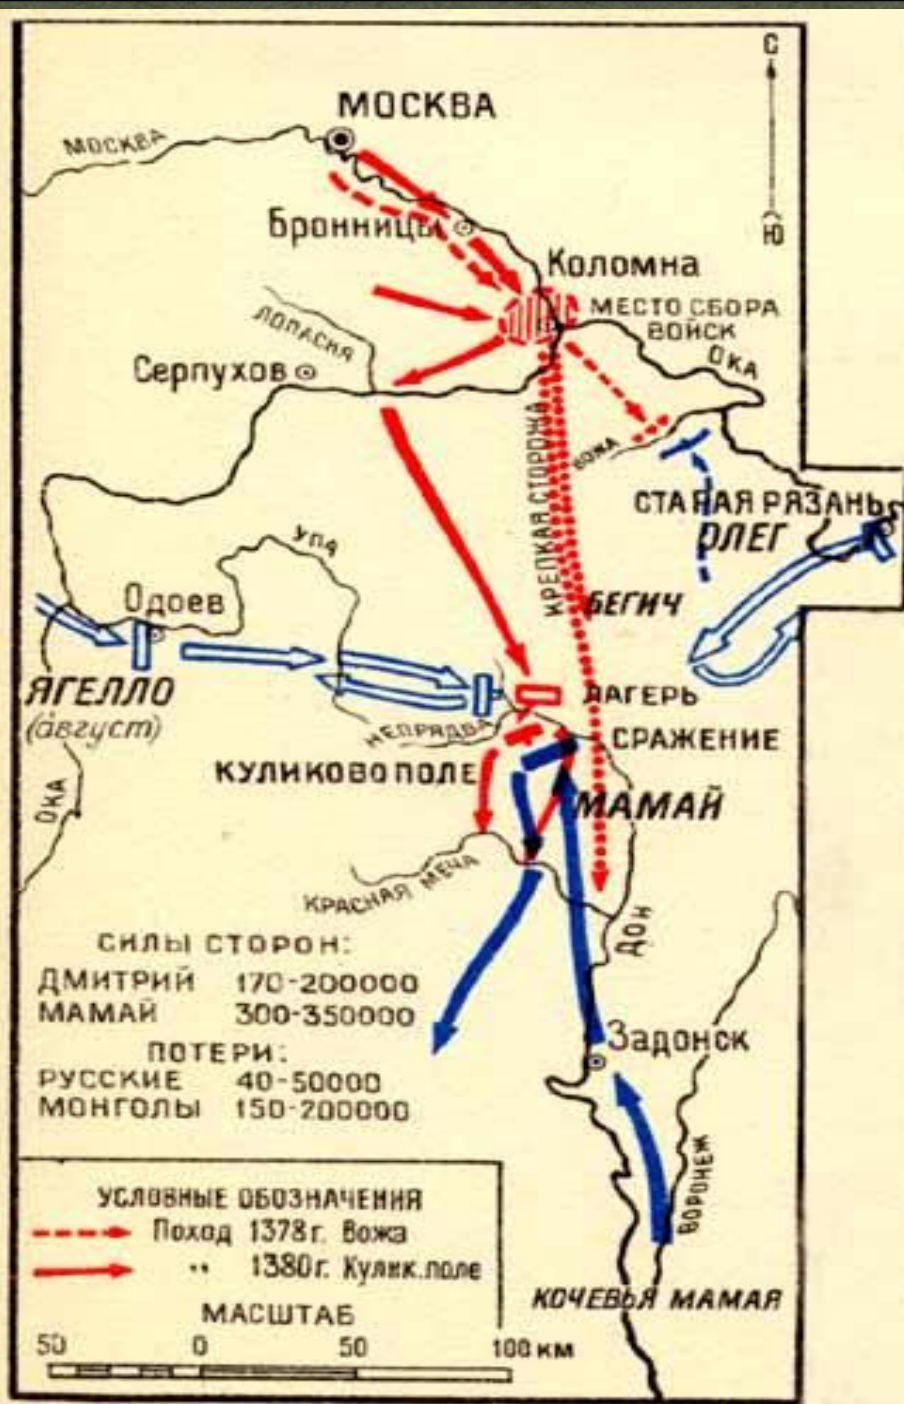 С
МОСКВА
МОСКВА
Ю
Бронницы
Коломна
МЕСТО СБОРА
ВОЙСК
ЛОПАСНЯ
ОКА
Серпухов
КРЕПКАЯ СТОРОЖА
ВОЖА
СТАРАЯ РЯЗАНЬ
ОЛЕГ
УПА
Одоев
БЕГИЧ
ЯГЕЛЛО
(август)
ЛАГЕРЬ
НЕПРЯДВА
СРАЖЕНИЕ
КУЛИКОВО ПОЛЕ
ОКА
МАМАЙ
КРАСНАЯ МЕЧА
ДОН
СИЛЫ СТОРОН:
ДМИТРИЙ 170-200000
МАМАЙ 300-350000
ПОТЕРИ:
РУССКИЕ 40-50000
МОНГОЛЫ 150-200000
Задонск
ВОРОНЕЖ
УСЛОВНЫЕ ОБОЗНАЧЕНИЯ
Поход 1378г. Вожа
" 1380г. Кулик.поле
КОЧЕВЬЯ МАМАЯ
МАСШТАБ
50 0 50 100 км